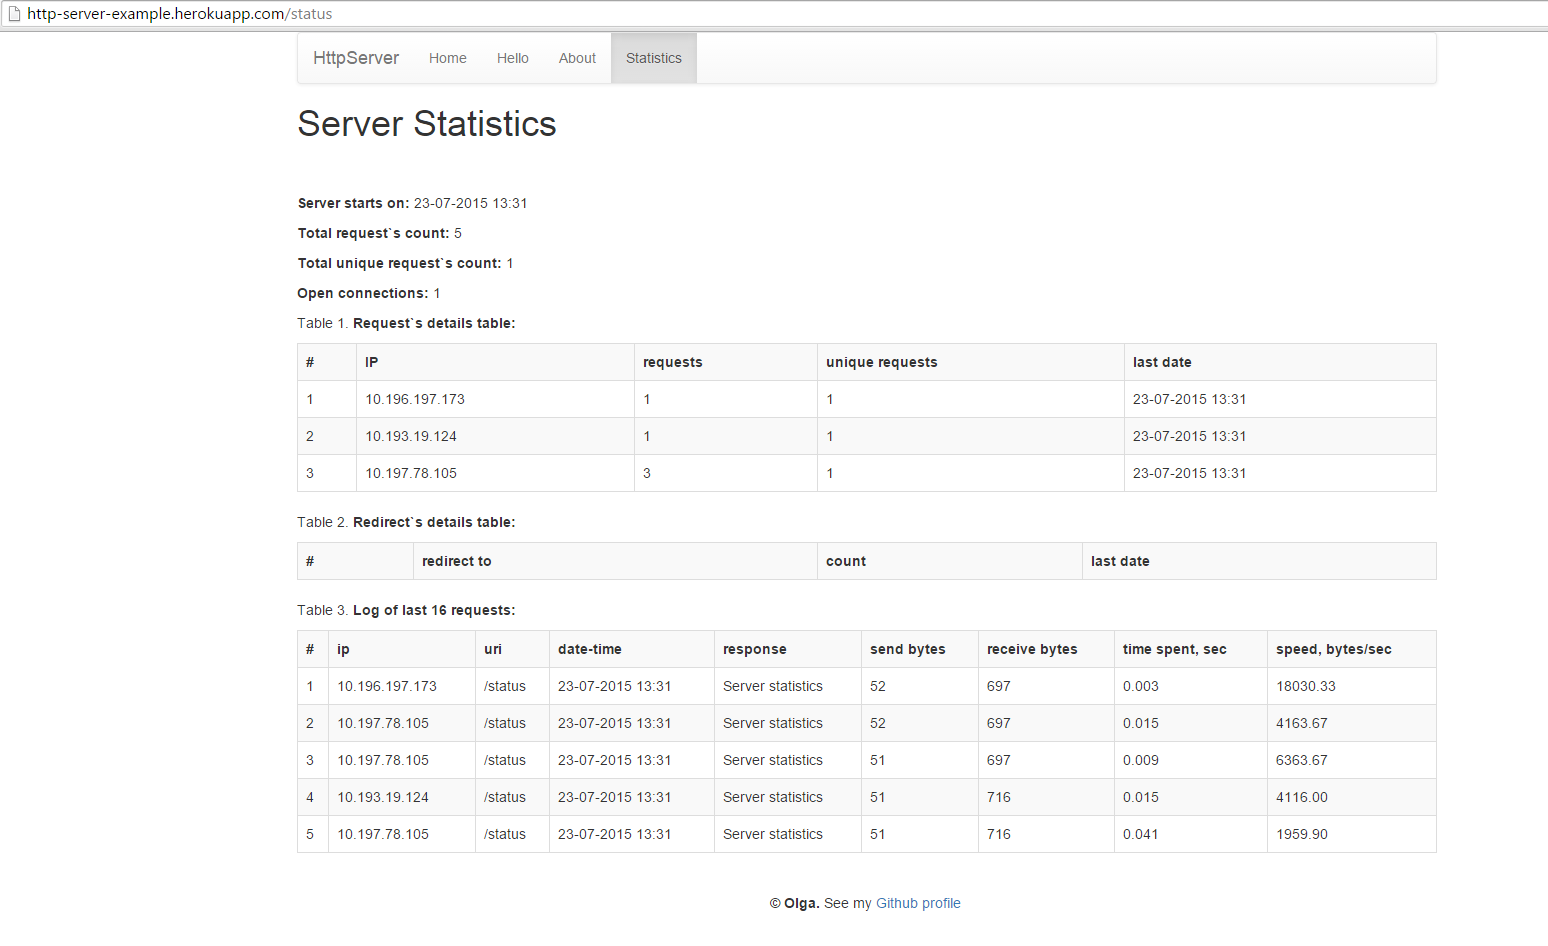 http-server-example.herokuapp.com/status
HttpServer Home Hello About Statistics
Server Statistics
Server starts on: 23-07-2015 13:31
Total request`s count: 5
Total unique request`s count: 1
Open connections: 1
Table 1. Request`s details table:
# IP requests unique requests last date
1 10.196.197.173 1 1 23-07-2015 13:31
2 10.193.19.124 1 1 23-07-2015 13:31
3 10.197.78.105 3 1 23-07-2015 13:31
Table 2. Redirect`s details table:
# redirect to count last date
Table 3. Log of last 16 requests:
# ip uri date-time response send bytes receive bytes time spent, sec speed, bytes/sec
1 10.196.197.173 /status 23-07-2015 13:31 Server statistics 52 697 0.003 18030.33
2 10.197.78.105 /status 23-07-2015 13:31 Server statistics 52 697 0.015 4163.67
3 10.197.78.105 /status 23-07-2015 13:31 Server statistics 51 697 0.009 6363.67
4 10.193.19.124 /status 23-07-2015 13:31 Server statistics 51 716 0.015 4116.00
5 10.197.78.105 /status 23-07-2015 13:31 Server statistics 51 716 0.041 1959.90
© Olga. See my Github profile